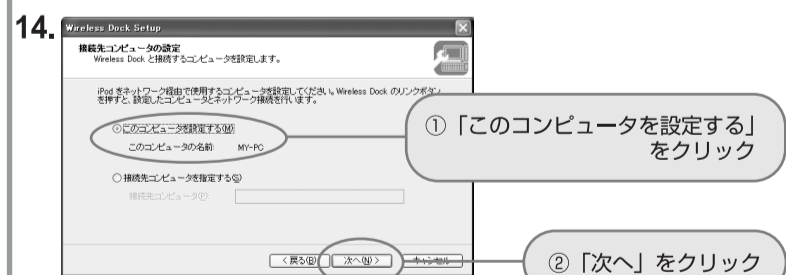 14.
Wireless Dock Setup
接続先コンピュータの設定
Wireless Dock と接続するコンピュータを設定します。
iPod をネットワーク経由で使用するコンピュータを設定してください。Wireless Dock のリンクボタン
を押すと、設定したコンピュータとネットワーク接続を行います。
このコンピュータを設定する(M)
このコンピュータの名前: MY-PC
接続先コンピュータを指定する(S)
接続先コンピュータ(P):
①「このコンピュータを設定する」
をクリック
< 戻る(B) 次へ(N) > キャンセル
②「次へ」をクリック